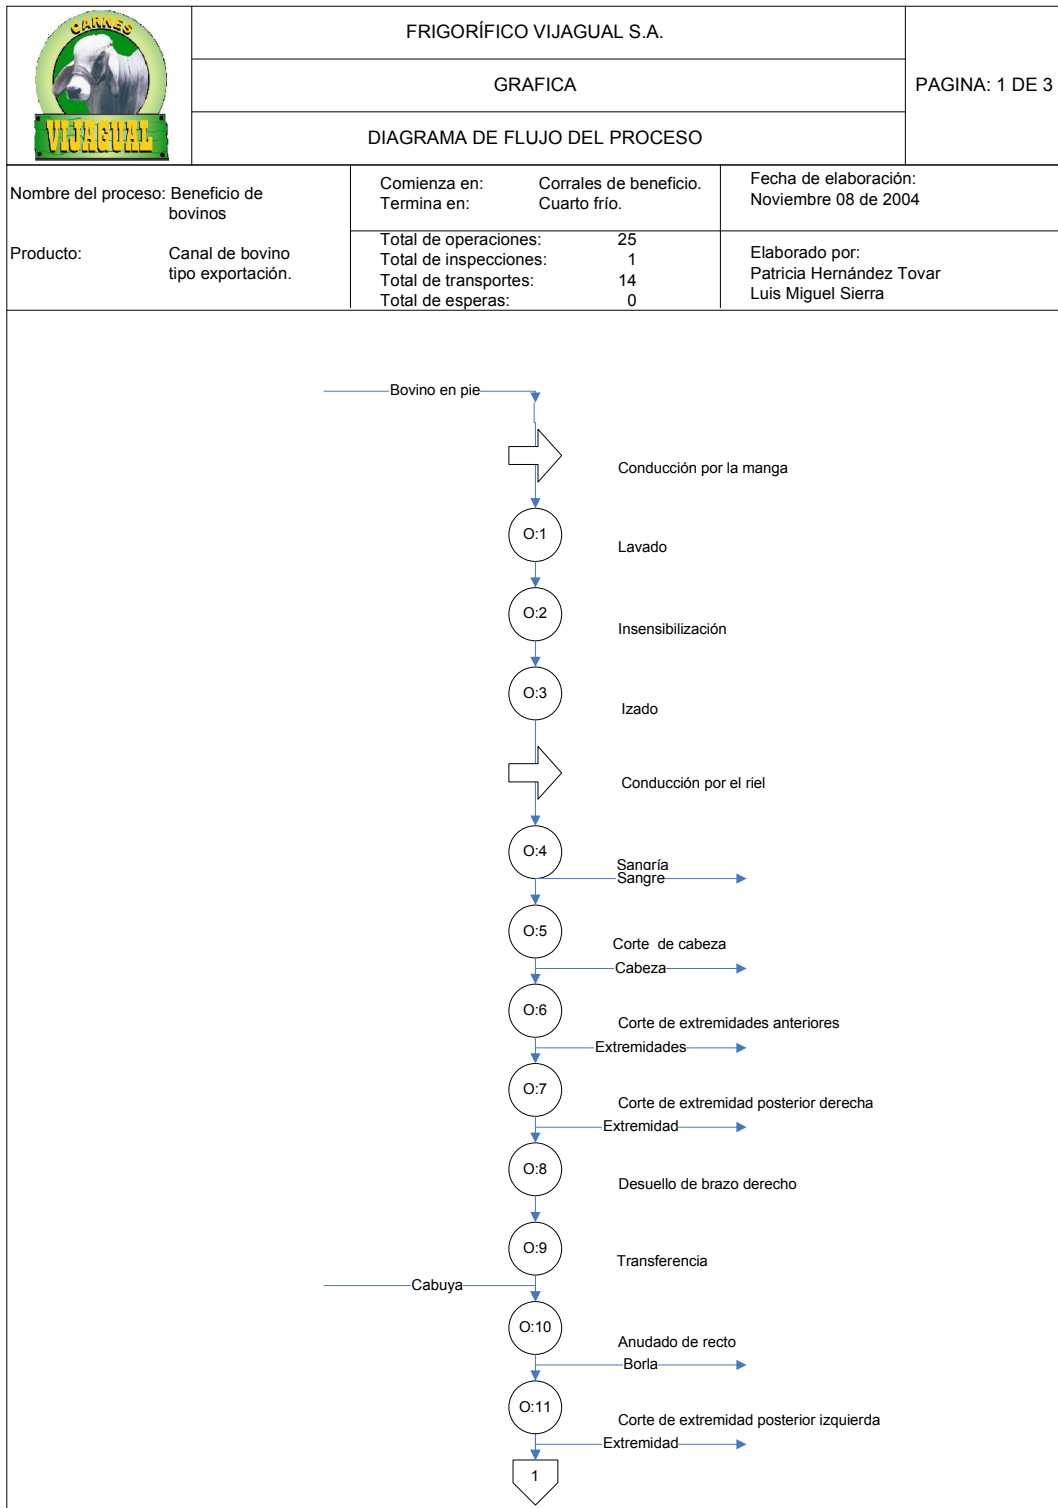 CARNES
VIJAGUAL
FRIGORÍFICO VIJAGUAL S.A.
GRAFICA
DIAGRAMA DE FLUJO DEL PROCESO
PAGINA: 1 DE 3
Nombre del proceso: Beneficio de
bovinos
Producto: Canal de bovino
tipo exportación.
Comienza en: Corrales de beneficio.
Termina en: Cuarto frío.
Total de operaciones: 25
Total de inspecciones: 1
Total de transportes: 14
Total de esperas: 0
Fecha de elaboración:
Noviembre 08 de 2004
Elaborado por:
Patricia Hernández Tovar
Luis Miguel Sierra
Bovino en pie
Conducción por la manga
O:1
Lavado
O:2
Insensibilización
O:3
Izado
Conducción por el riel
O:4
Sangría
Sangre
O:5
Corte de cabeza
Cabeza
O:6
Corte de extremidades anteriores
Extremidades
O:7
Corte de extremidad posterior derecha
Extremidad
O:8
Desuello de brazo derecho
O:9
Transferencia
Cabuya
O:10
Anudado de recto
Borla
O:11
Corte de extremidad posterior izquierda
Extremidad
1